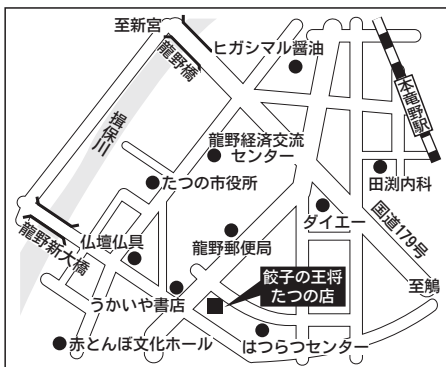 至新宮
ヒガシマル醤油
龍野橋
本竜野駅
揖保川
龍野経済交流
センター
田渕内科
たつの市役所
ダイエー
国道179号
龍野新大橋
仏壇仏具
龍野郵便局
餃子の王将
たつの店
至鵤
うかいや書店
赤とんぼ文化ホール
はつらつセンター